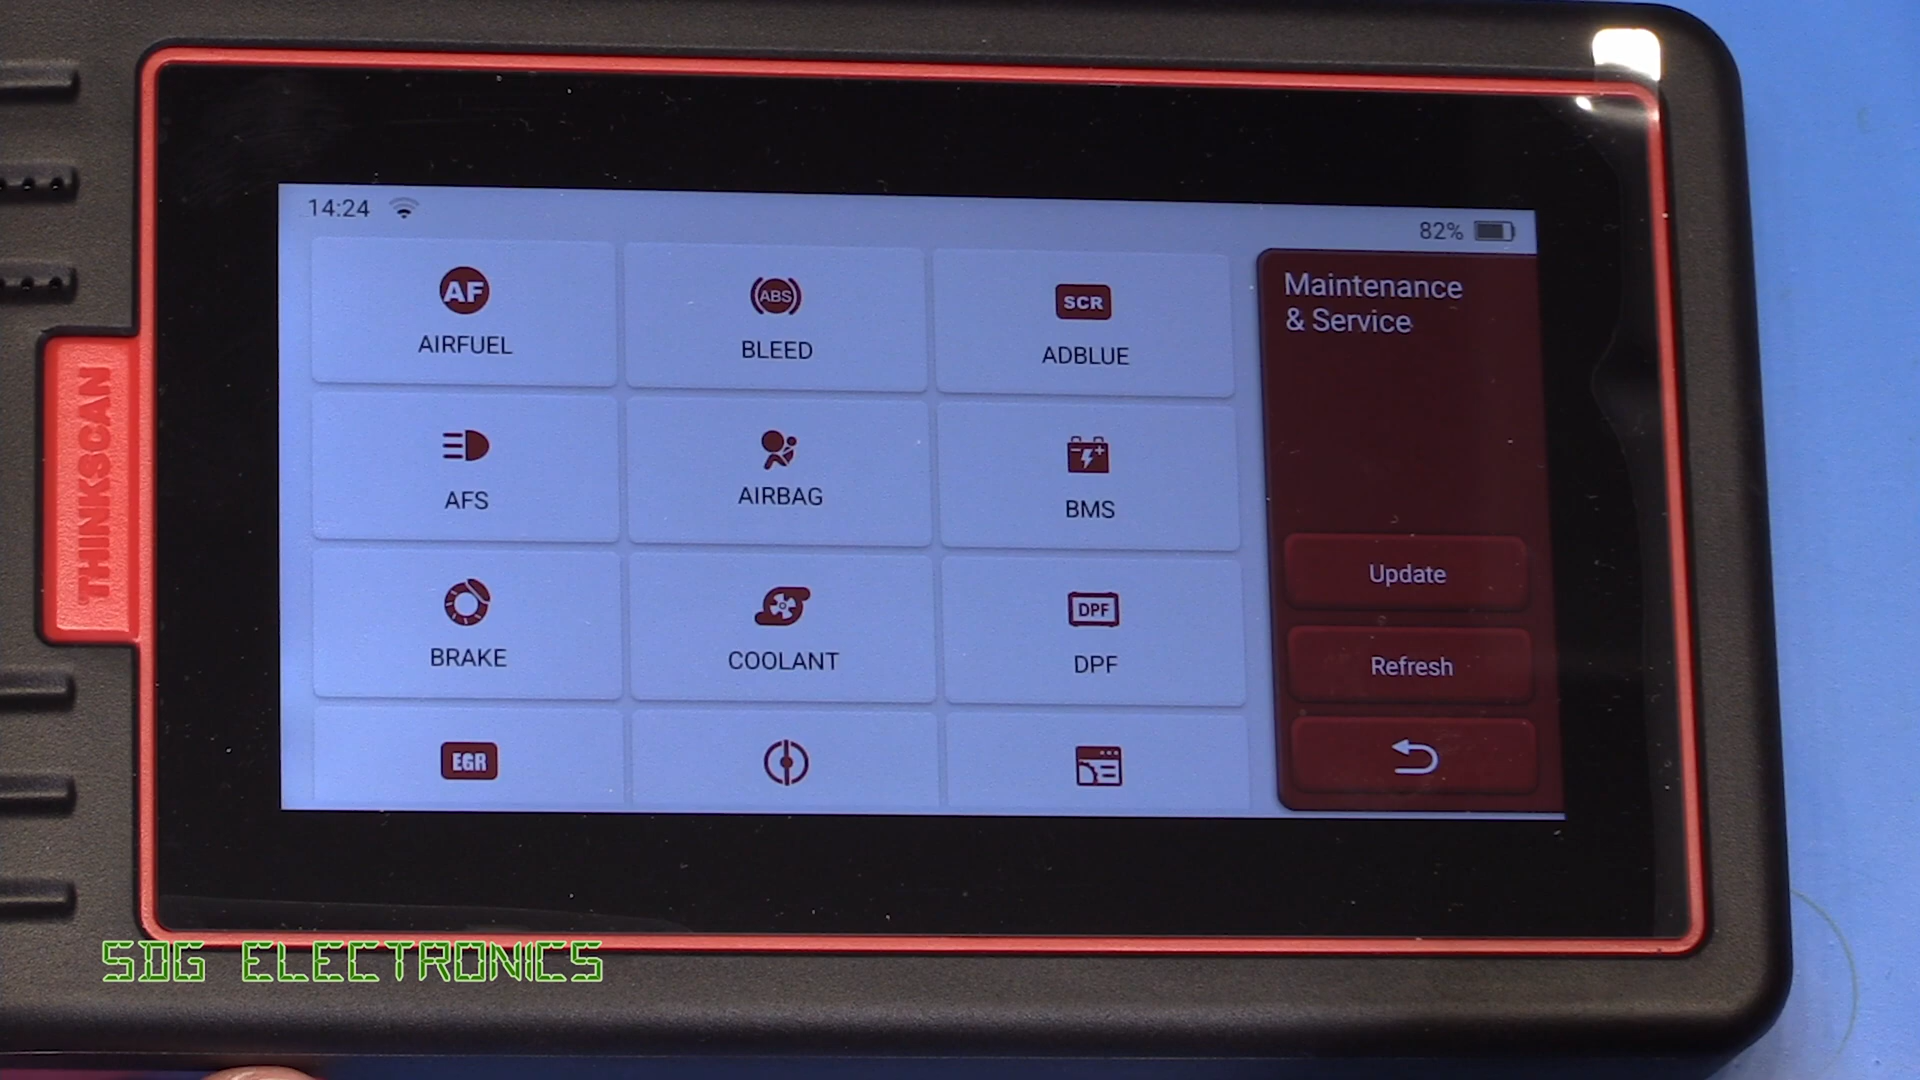 14:24
82%
AF
AIRFUEL
ABS
BLEED
SCR
ADBLUE
AFS
AIRBAG
BMS
BRAKE
COOLANT
DPF
DPF
EGR
Maintenance
& Service
Update
Refresh
THINKSCAN
SDG ELECTRONICS